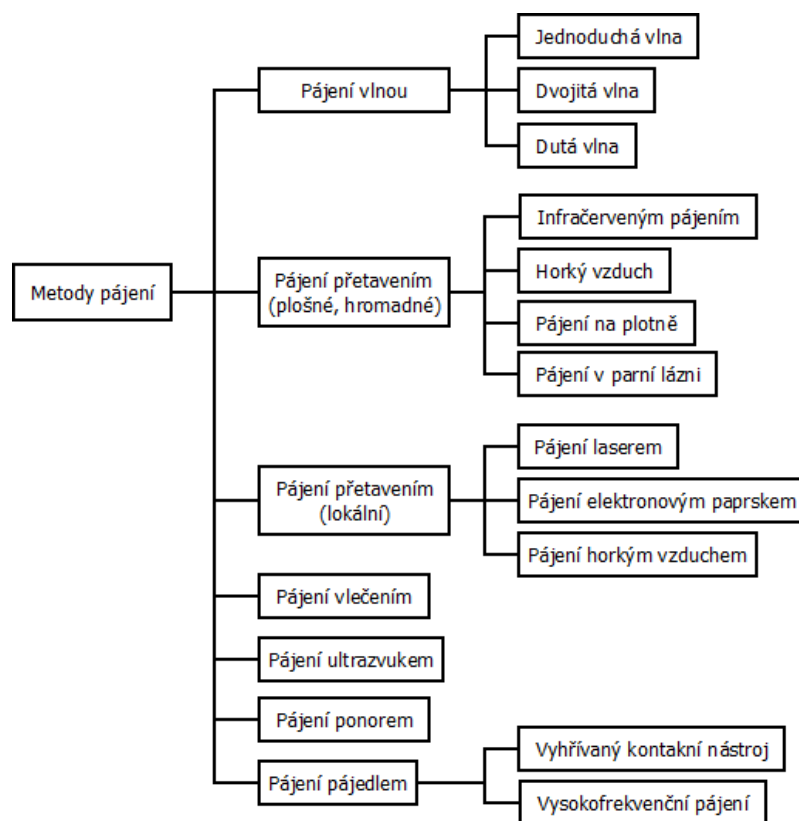 Metody pájení
Pájení vlnou
Jednoduchá vlna
Dvojitá vlna
Dutá vlna
Pájení přetavením
(plošné, hromadné)
Infračerveným pájením
Horký vzduch
Pájení na plotně
Pájení v parní lázni
Pájení přetavením
(lokální)
Pájení laserem
Pájení elektronovým paprskem
Pájení horkým vzduchem
Pájení vlečením
Pájení ultrazvukem
Pájení ponorem
Pájení pájedlem
Vyhřívaný kontakní nástroj
Vysokofrekvenční pájení